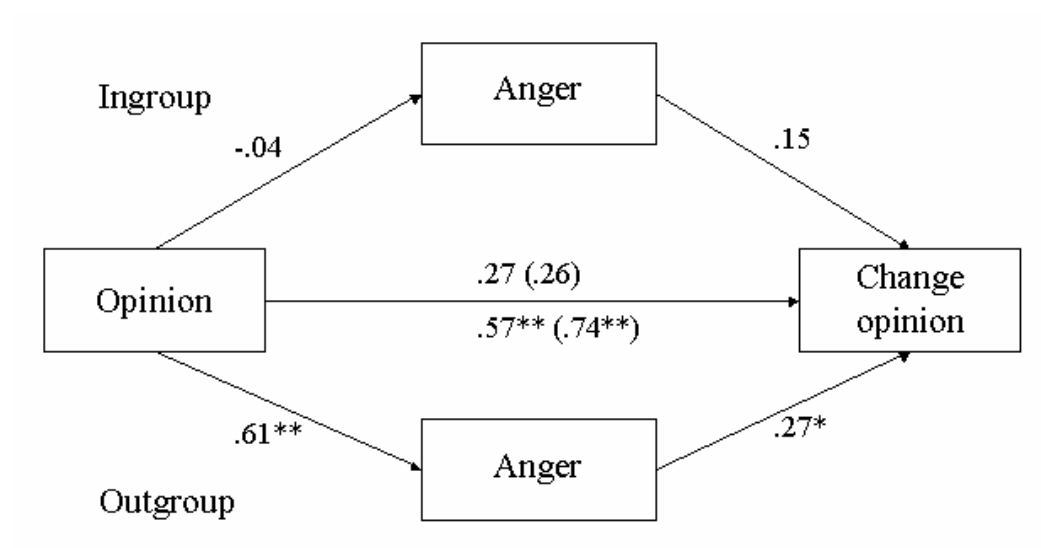 Ingroup
Anger
-.04
.15
Opinion
.27 (.26)
.57** (.74**)
Change
opinion
.61**
.27*
Anger
Outgroup